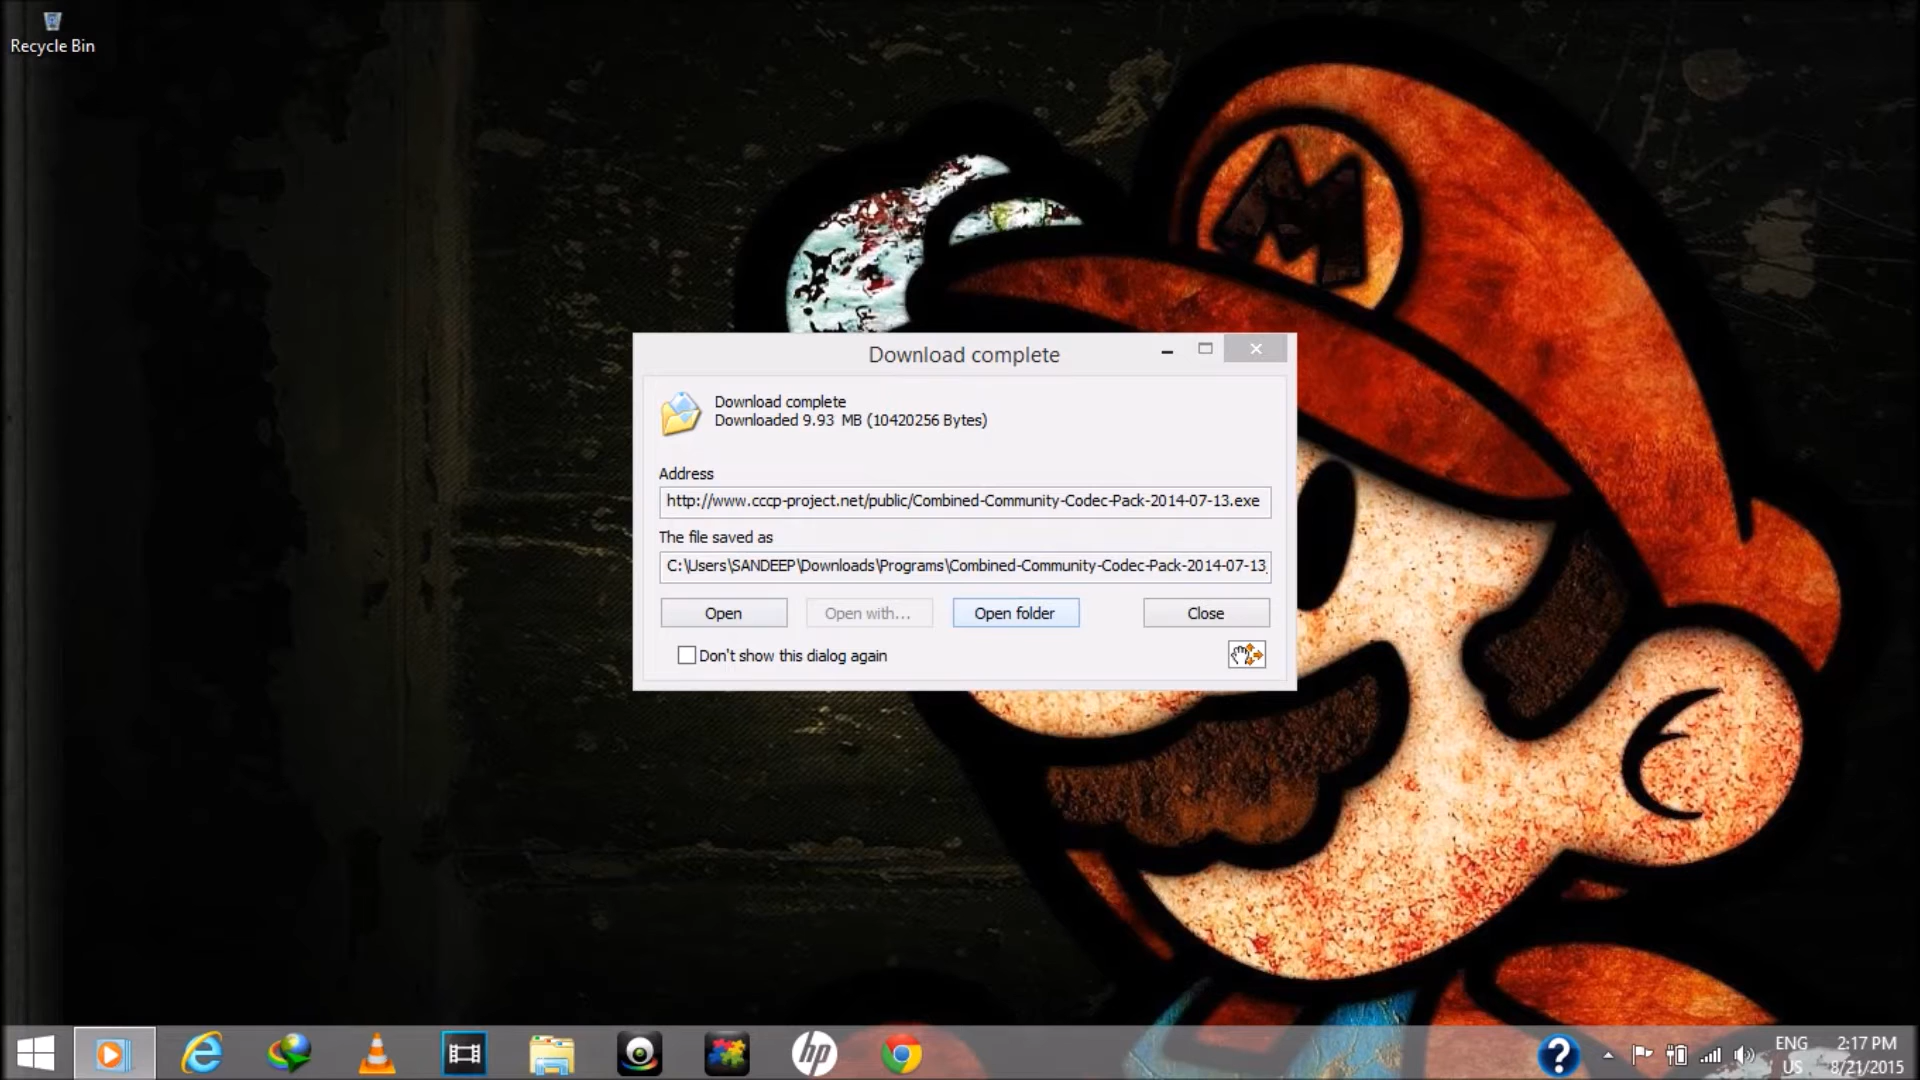 Recycle Bin
M
Download complete
Download complete
Downloaded 9.93 MB (10420256 Bytes)
Address
http://www.cccp-project.net/public/Combined-Community-Codec-Pack-2014-07-13.exe
The file saved as
C:\Users\SANDEEP\Downloads\Programs\Combined-Community-Codec-Pack-2014-07-13
Open
Open with...
Open folder
Close
Don't show this dialog again
hp
?
ENG
US
2:17 PM
8/21/2015